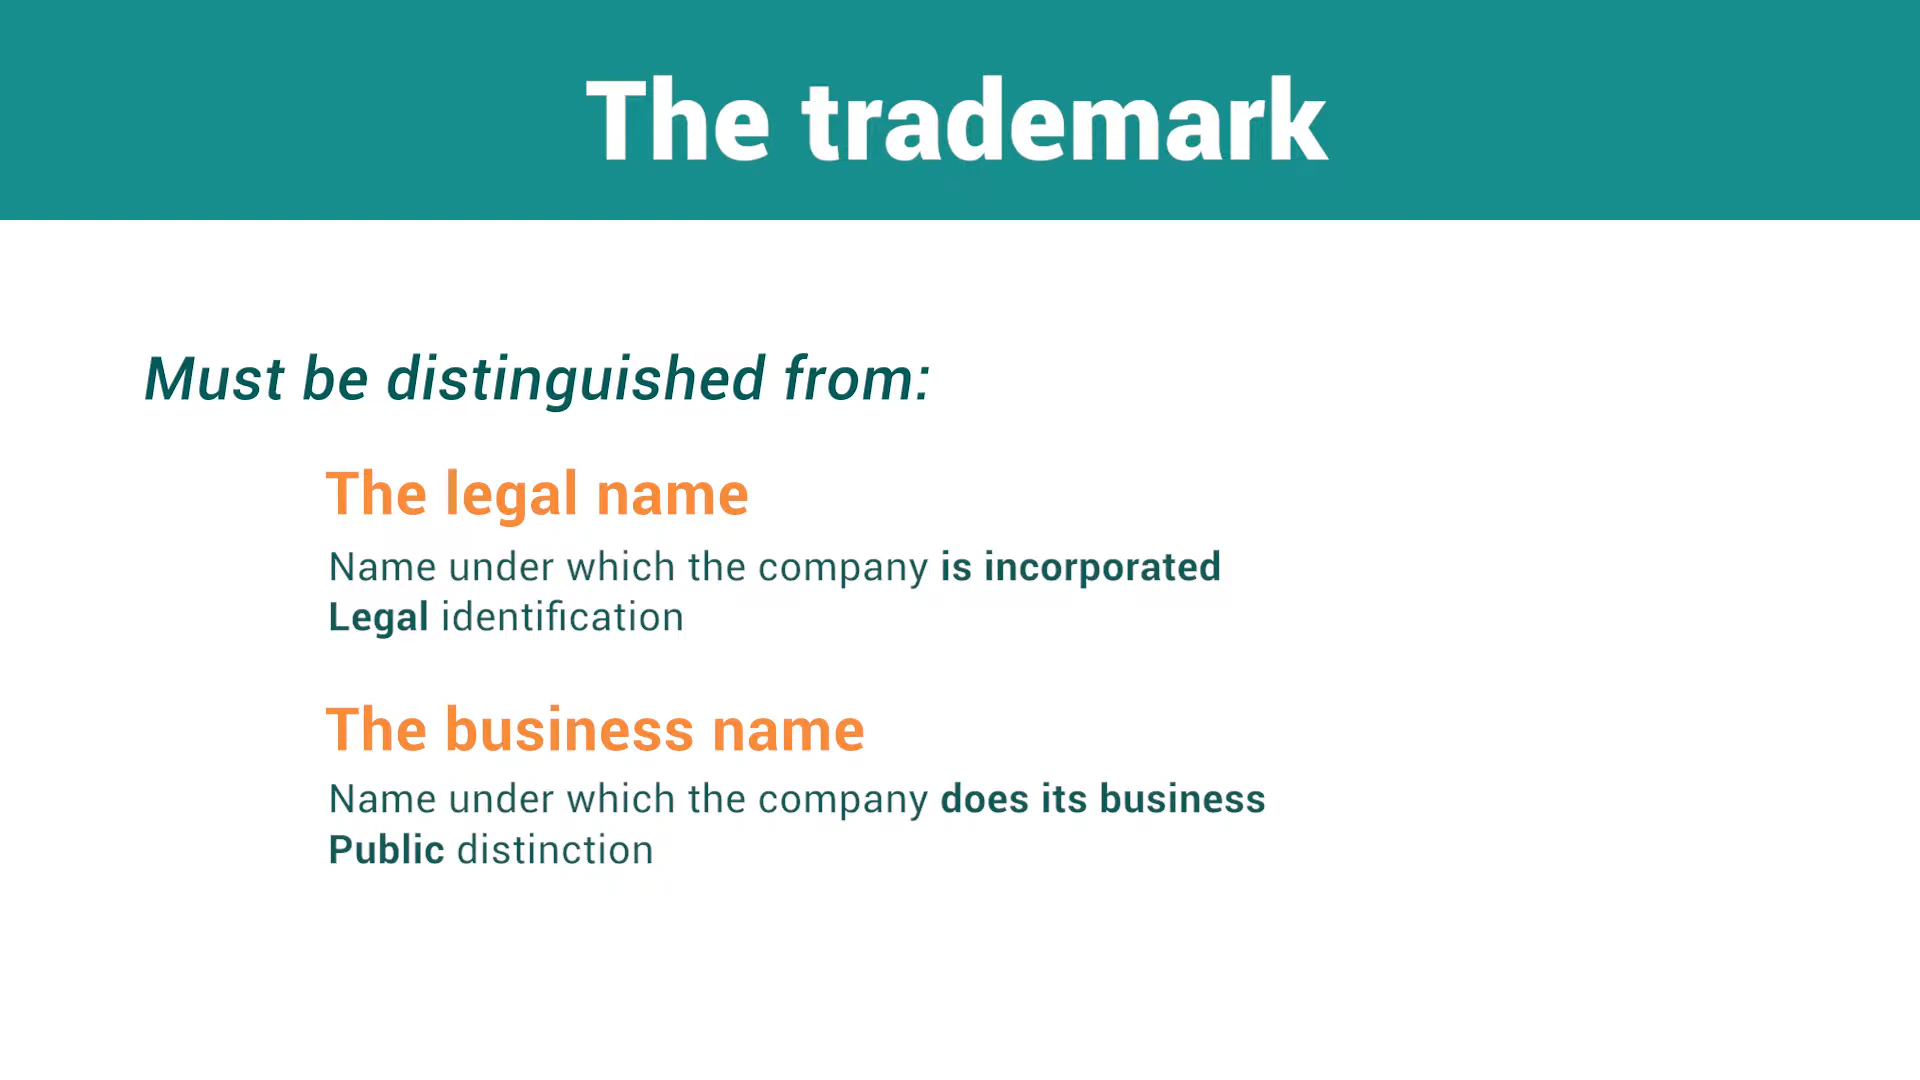 The trademark
Must be distinguished from:
The legal name
Name under which the company is incorporated
Legal identification
The business name
Name under which the company does its business
Public distinction